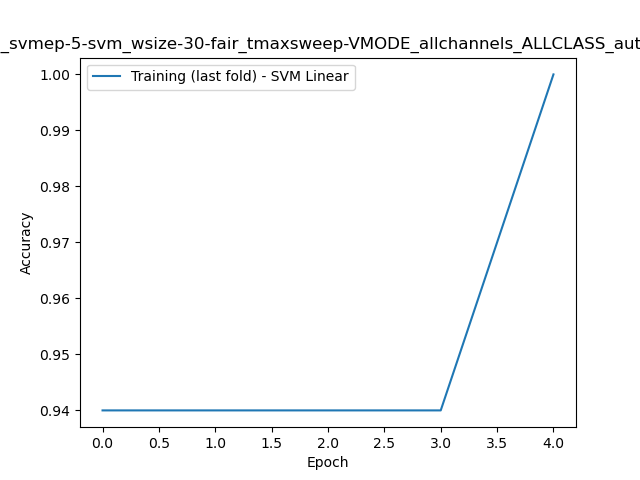 _svmep-5-svm_wsize-30-fair_tmaxsweep-VMODE_allchannels_ALLCLASS_aut
Training (last fold) - SVM Linear
1.00
0.99
0.98
0.97
0.96
0.95
0.94
Accuracy
0.0 0.5 1.0 1.5 2.0 2.5 3.0 3.5 4.0
Epoch